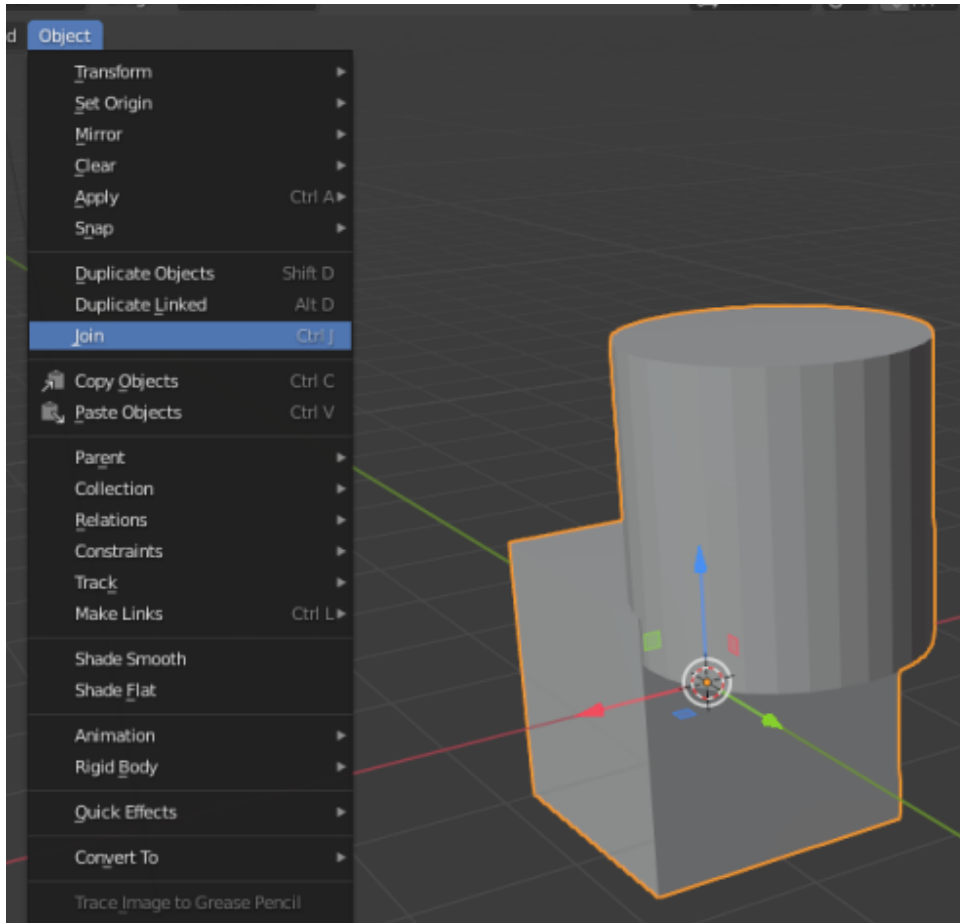 Object
Transform
Set Origin
Mirror
Clear
Apply Ctrl A
Snap
Duplicate Objects Shift D
Duplicate Linked Alt D
Join Ctrl J
Copy Objects Ctrl C
Paste Objects Ctrl V
Parent
Collection
Relations
Constraints
Track
Make Links Ctrl L
Shade Smooth
Shade Flat
Animation
Rigid Body
Quick Effects
Convert To
Trace Image to Grease Pencil